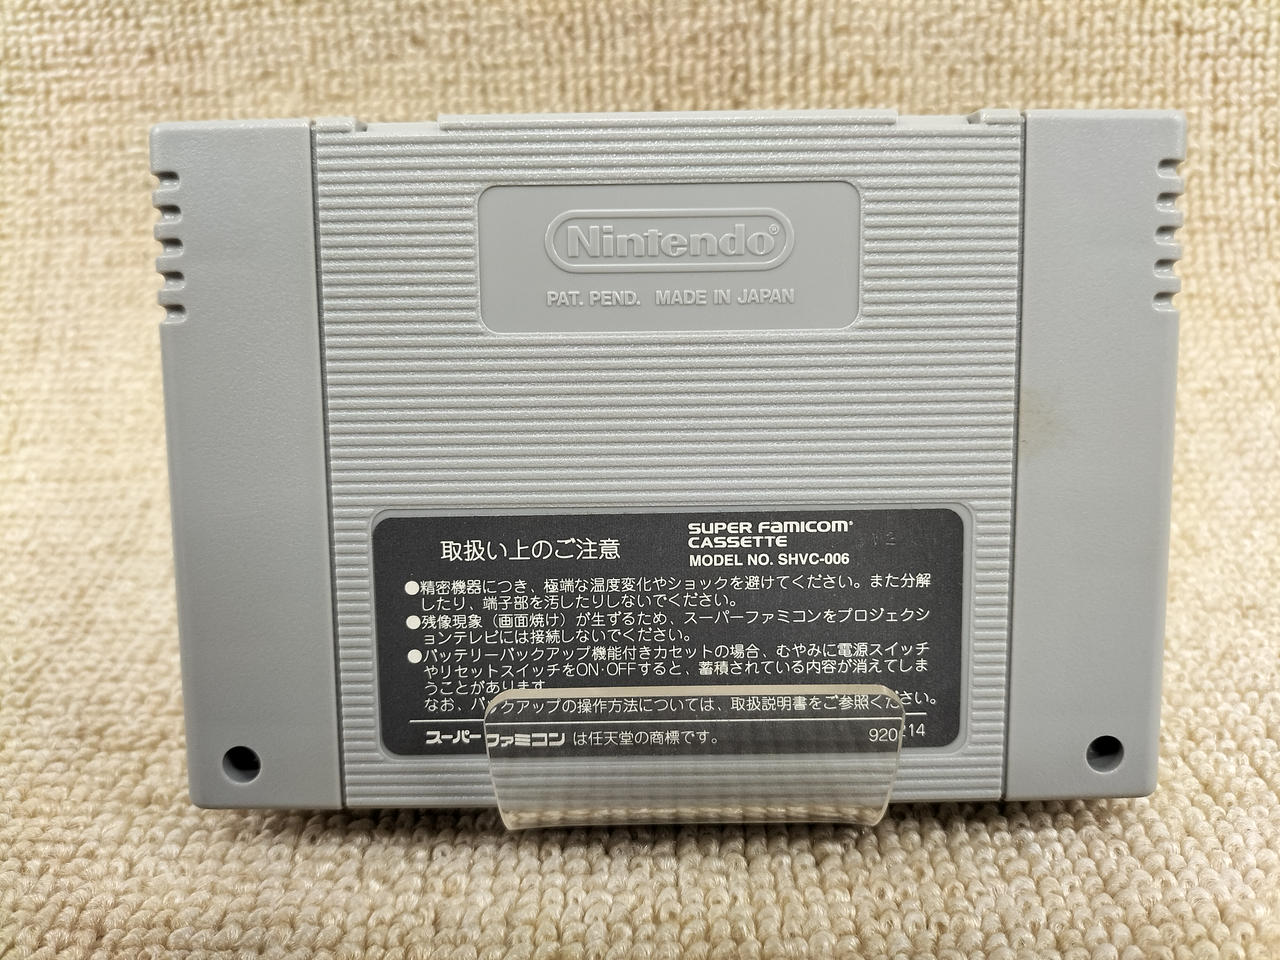 Nintendo®
PAT. PEND. MADE IN JAPAN
取扱い上のご注意
SUPER FAMICOM®
CASSETTE
MODEL NO. SHVC-006
●精密機器につき、極端な温度変化やショックを避けてください。また分解
したり、端子部を汚したりしないでください。
●残像現象（画面焼け）が生ずるため、スーパーファミコンをプロジェクシ
ョンテレビには接続しないでください。
●バッテリーバックアップ機能付きカセットの場合、むやみに電源スイッチ
やリセットスイッチをON·OFFすると、蓄積されている内容が消えてしま
うことがあります。
なお、バックアップの操作方法については、取扱説明書をご参照ください。
スーパーファミコン は任天堂の商標です。